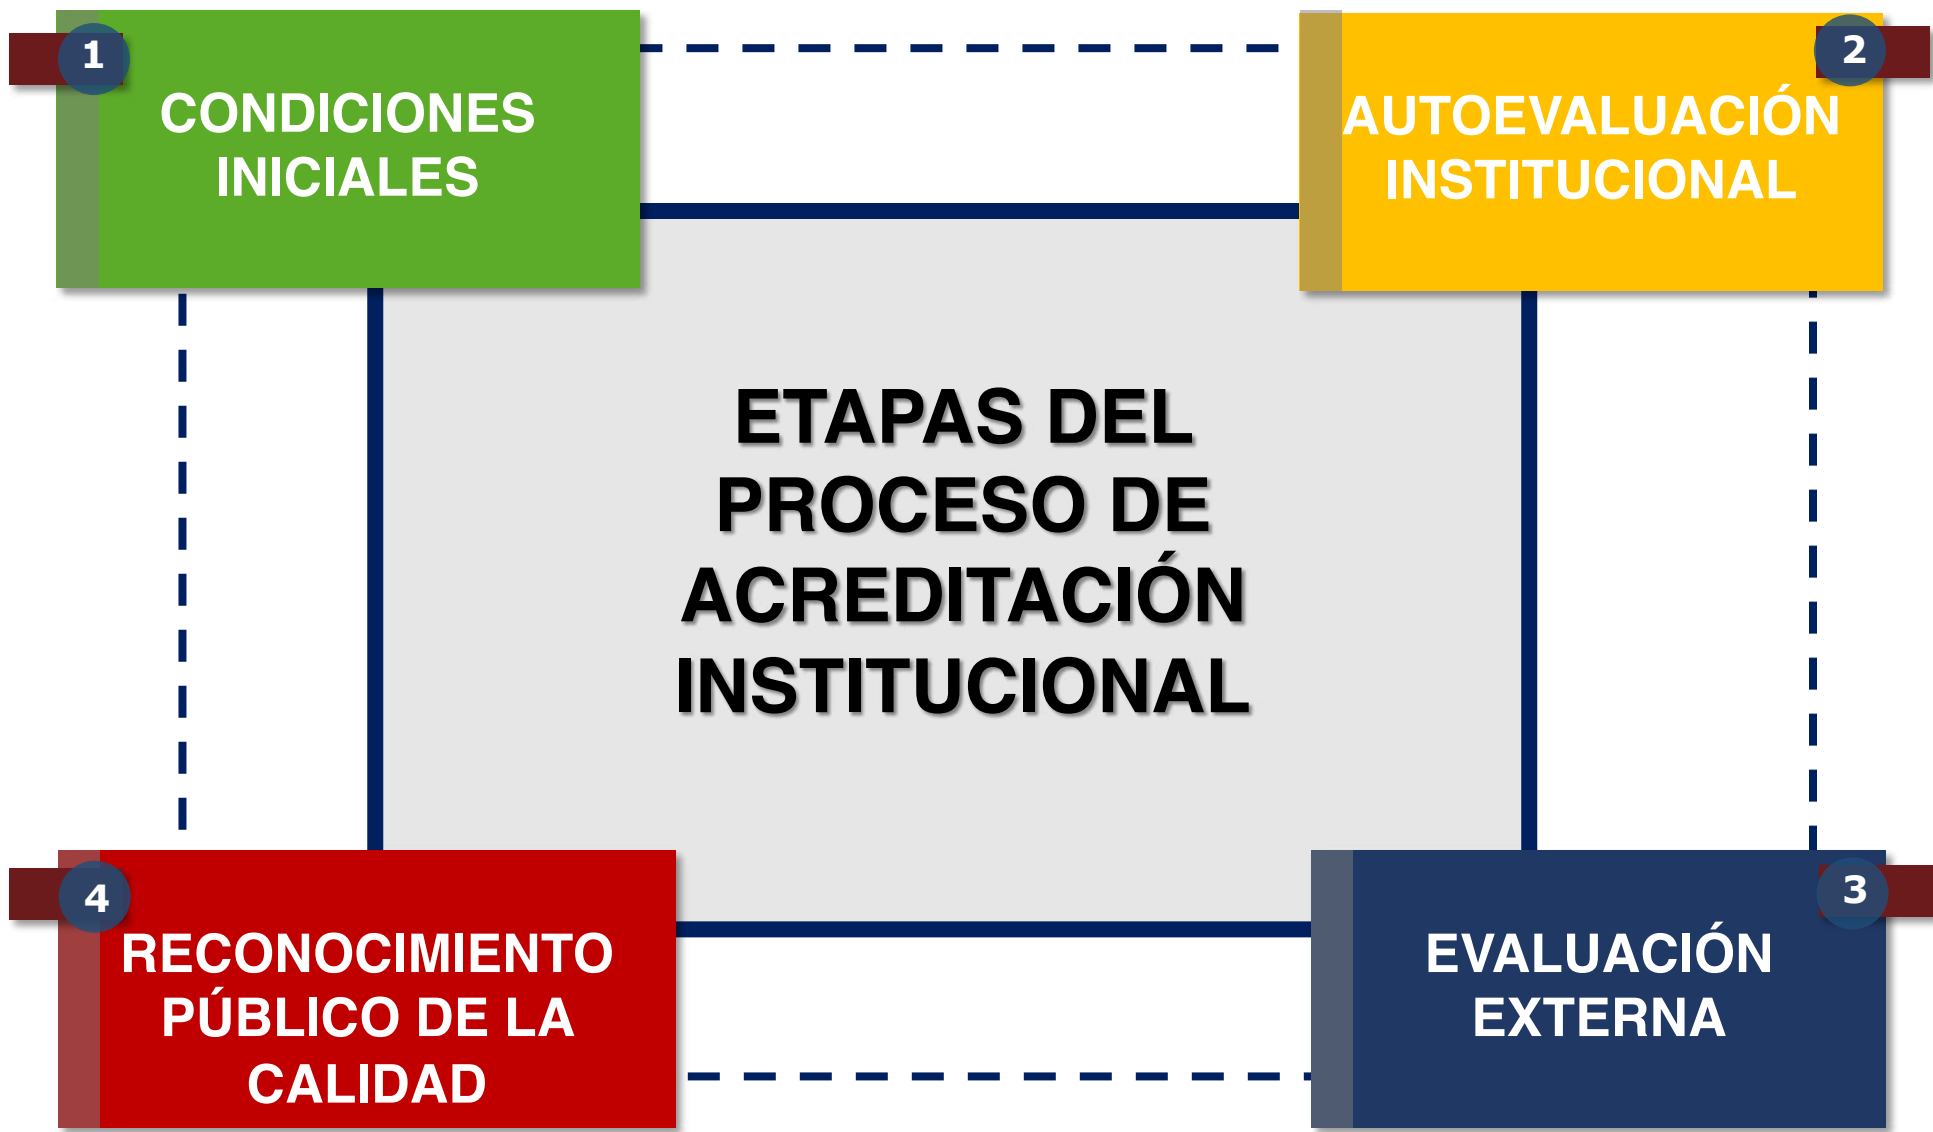 1
CONDICIONES
INICIALES
2
AUTOEVALUACIÓN
INSTITUCIONAL
ETAPAS DEL
PROCESO DE
ACREDITACIÓN
INSTITUCIONAL
4
RECONOCIMIENTO
PÚBLICO DE LA
CALIDAD
3
EVALUACIÓN
EXTERNA